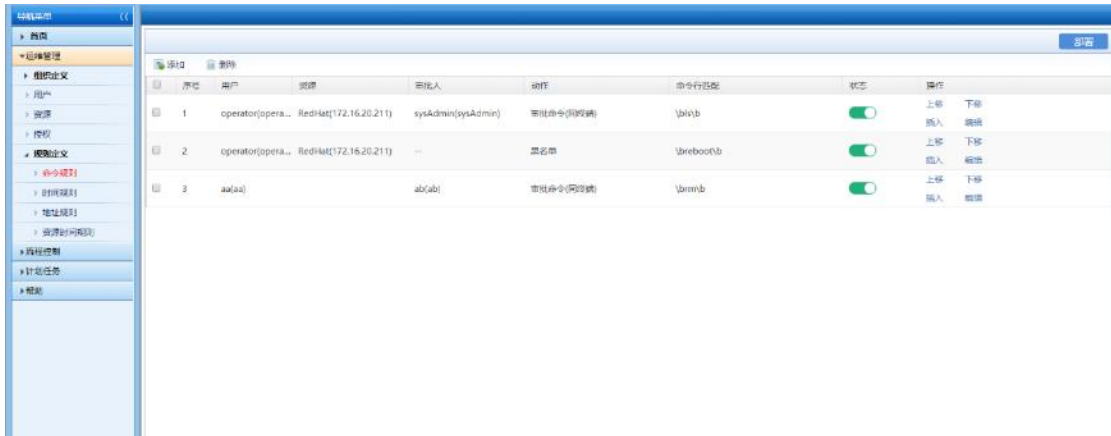 导航菜单
首页
运维管理
组织定义
用户
资源
授权
规则定义
命令规则
时间规则
地址规则
资源时间规则
流程控制
计划任务
帮助
部署
添加 删除
序号 用户 资源 审批人 动作 命令行匹配 状态 操作
1 operator(opera... RedHat(172.16.20.211) sysAdmin(sysAdmin) 审批命令(同终端) \bls\b 上移 下移
插入 编辑
2 operator(opera... RedHat(172.16.20.211) -- 黑名单 \breboot\b 上移 下移
插入 编辑
3 aa(aa) ab(ab) 审批命令(同终端) \brm\b 上移 下移
插入 编辑